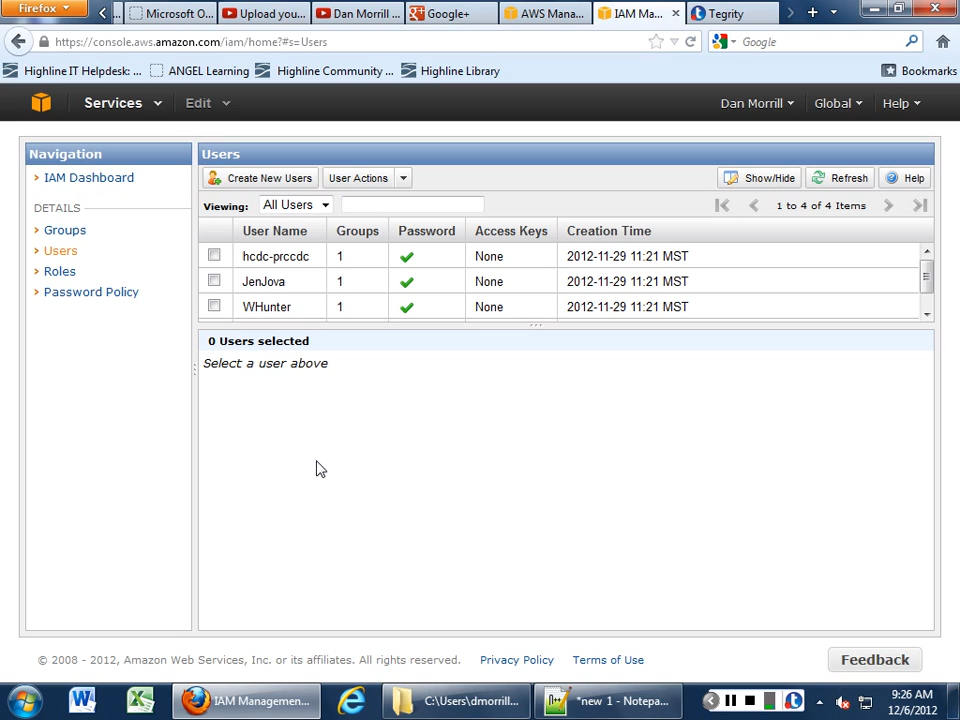 Firefox
Microsoft O...
Upload you...
Dan Morrill ...
Google+
AWS Mana...
IAM Ma...
Tegrity
https://console.aws.amazon.com/iam/home?#s=Users
Google
Highline IT Helpdesk: ...
ANGEL Learning
Highline Community ...
Highline Library
Bookmarks
Services
Edit
Dan Morrill
Global
Help
Navigation
IAM Dashboard
DETAILS
Groups
Users
Roles
Password Policy
Users
Create New Users
User Actions
Show/Hide
Refresh
Help
Viewing:
All Users
1 to 4 of 4 Items
User Name Groups Password Access Keys Creation Time
hcdc-prccdc 1 None 2012-11-29 11:21 MST
JenJova 1 None 2012-11-29 11:21 MST
WHunter 1 None 2012-11-29 11:21 MST
0 Users selected
Select a user above
© 2008 - 2012, Amazon Web Services, Inc. or its affiliates. All rights reserved.
Privacy Policy
Terms of Use
Feedback
IAM Managemen...
C:\Users\dmorrill...
*new 1 - Notepa...
9:26 AM
12/6/2012